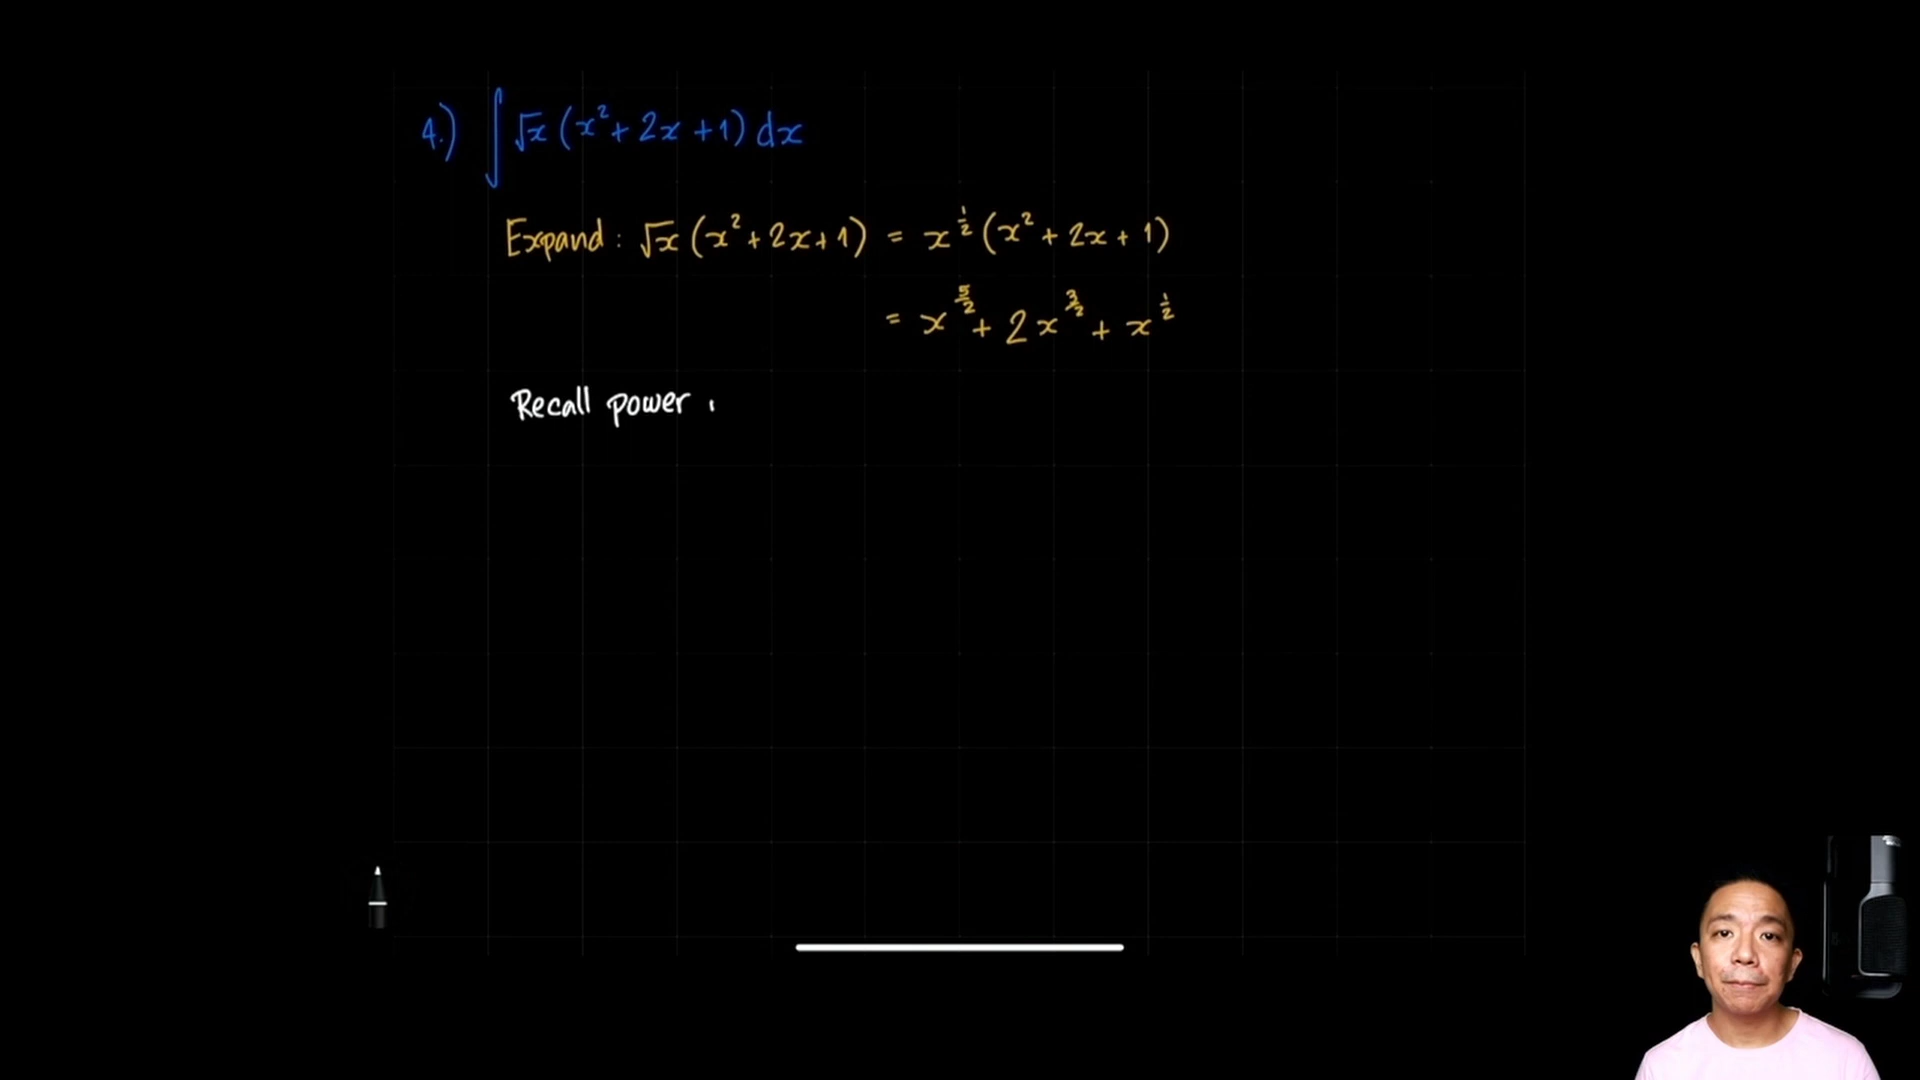 4.) ∫ √x (x² + 2x + 1) dx
Expand : √x (x² + 2x + 1) = x^(1/2) (x² + 2x + 1)
= x^(5/2) + 2x^(3/2) + x^(1/2)
Recall power